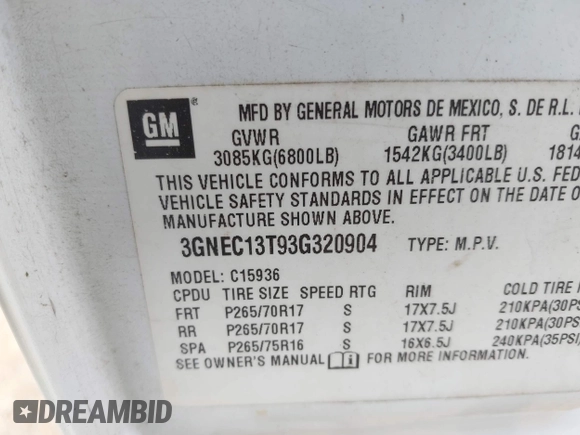 GM ®
MFD BY GENERAL MOTORS DE MEXICO, S. DE R.L.
GVWR GAWR FRT
3085KG(6800LB) 1542KG(3400LB) 1814
THIS VEHICLE CONFORMS TO ALL APPLICABLE U.S. FED
VEHICLE SAFETY STANDARDS IN EFFECT ON THE DATE O
MANUFACTURE SHOWN ABOVE.
3GNEC13T93G320904 TYPE: M.P.V.
MODEL: C15936
CPDU TIRE SIZE SPEED RTG RIM COLD TIRE
FRT P265/70R17 S 17X7.5J 210KPA(30PS
RR P265/70R17 S 17X7.5J 210KPA(30PS
SPA P265/75R16 S 16X6.5J 240KPA(35PSI)
SEE OWNER'S MANUAL FOR MORE INFORMATION.
DREAMBID